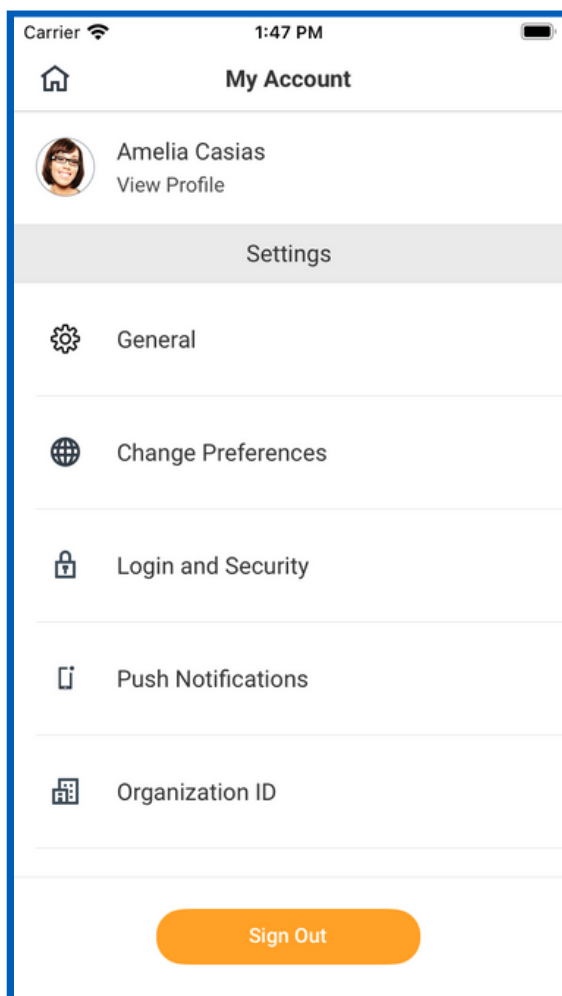 Carrier 1:47 PM
My Account
Amelia Casias
View Profile
Settings
General
Change Preferences
Login and Security
Push Notifications
Organization ID
Sign Out